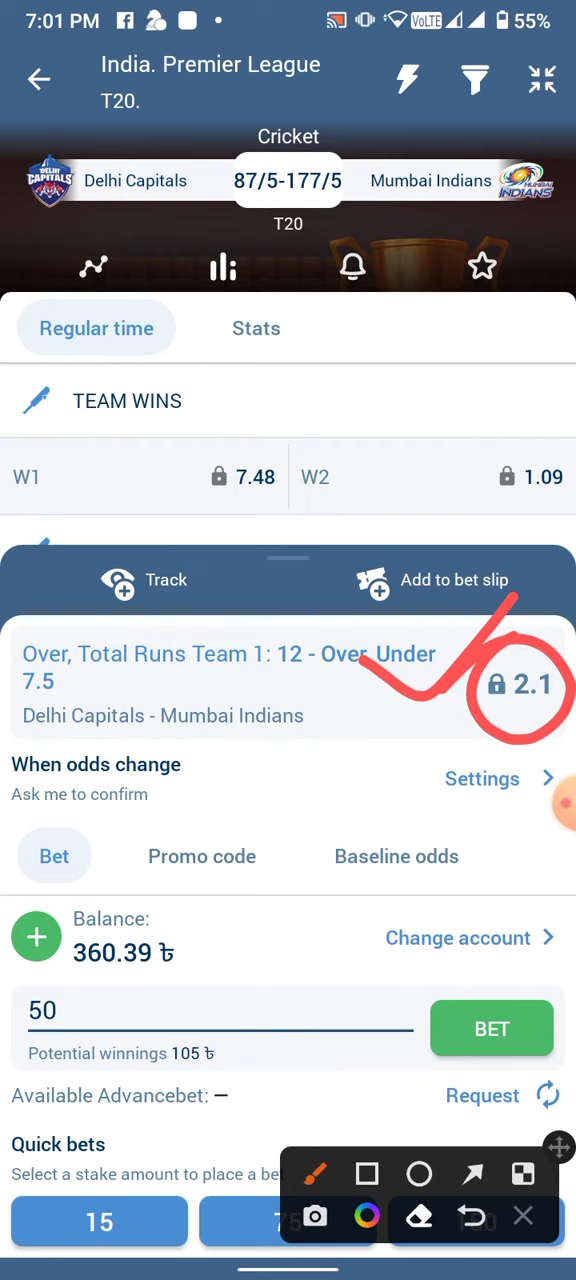 7:01 PM
VoLTE
55%
India. Premier League
T20.
Cricket
DELHI CAPITALS
Delhi Capitals
87/5-177/5
Mumbai Indians
MUMBAI INDIANS
T20
Regular time
Stats
TEAM WINS
W1
7.48
W2
1.09
Track
Add to bet slip
Over, Total Runs Team 1: 12 - Over, Under
7.5
2.1
Delhi Capitals - Mumbai Indians
When odds change
Ask me to confirm
Settings
Bet
Promo code
Baseline odds
Balance:
360.39 ৳
Change account
50
BET
Potential winnings 105 ৳
Available Advancebet: —
Request
Quick bets
Select a stake amount to place a bet
15